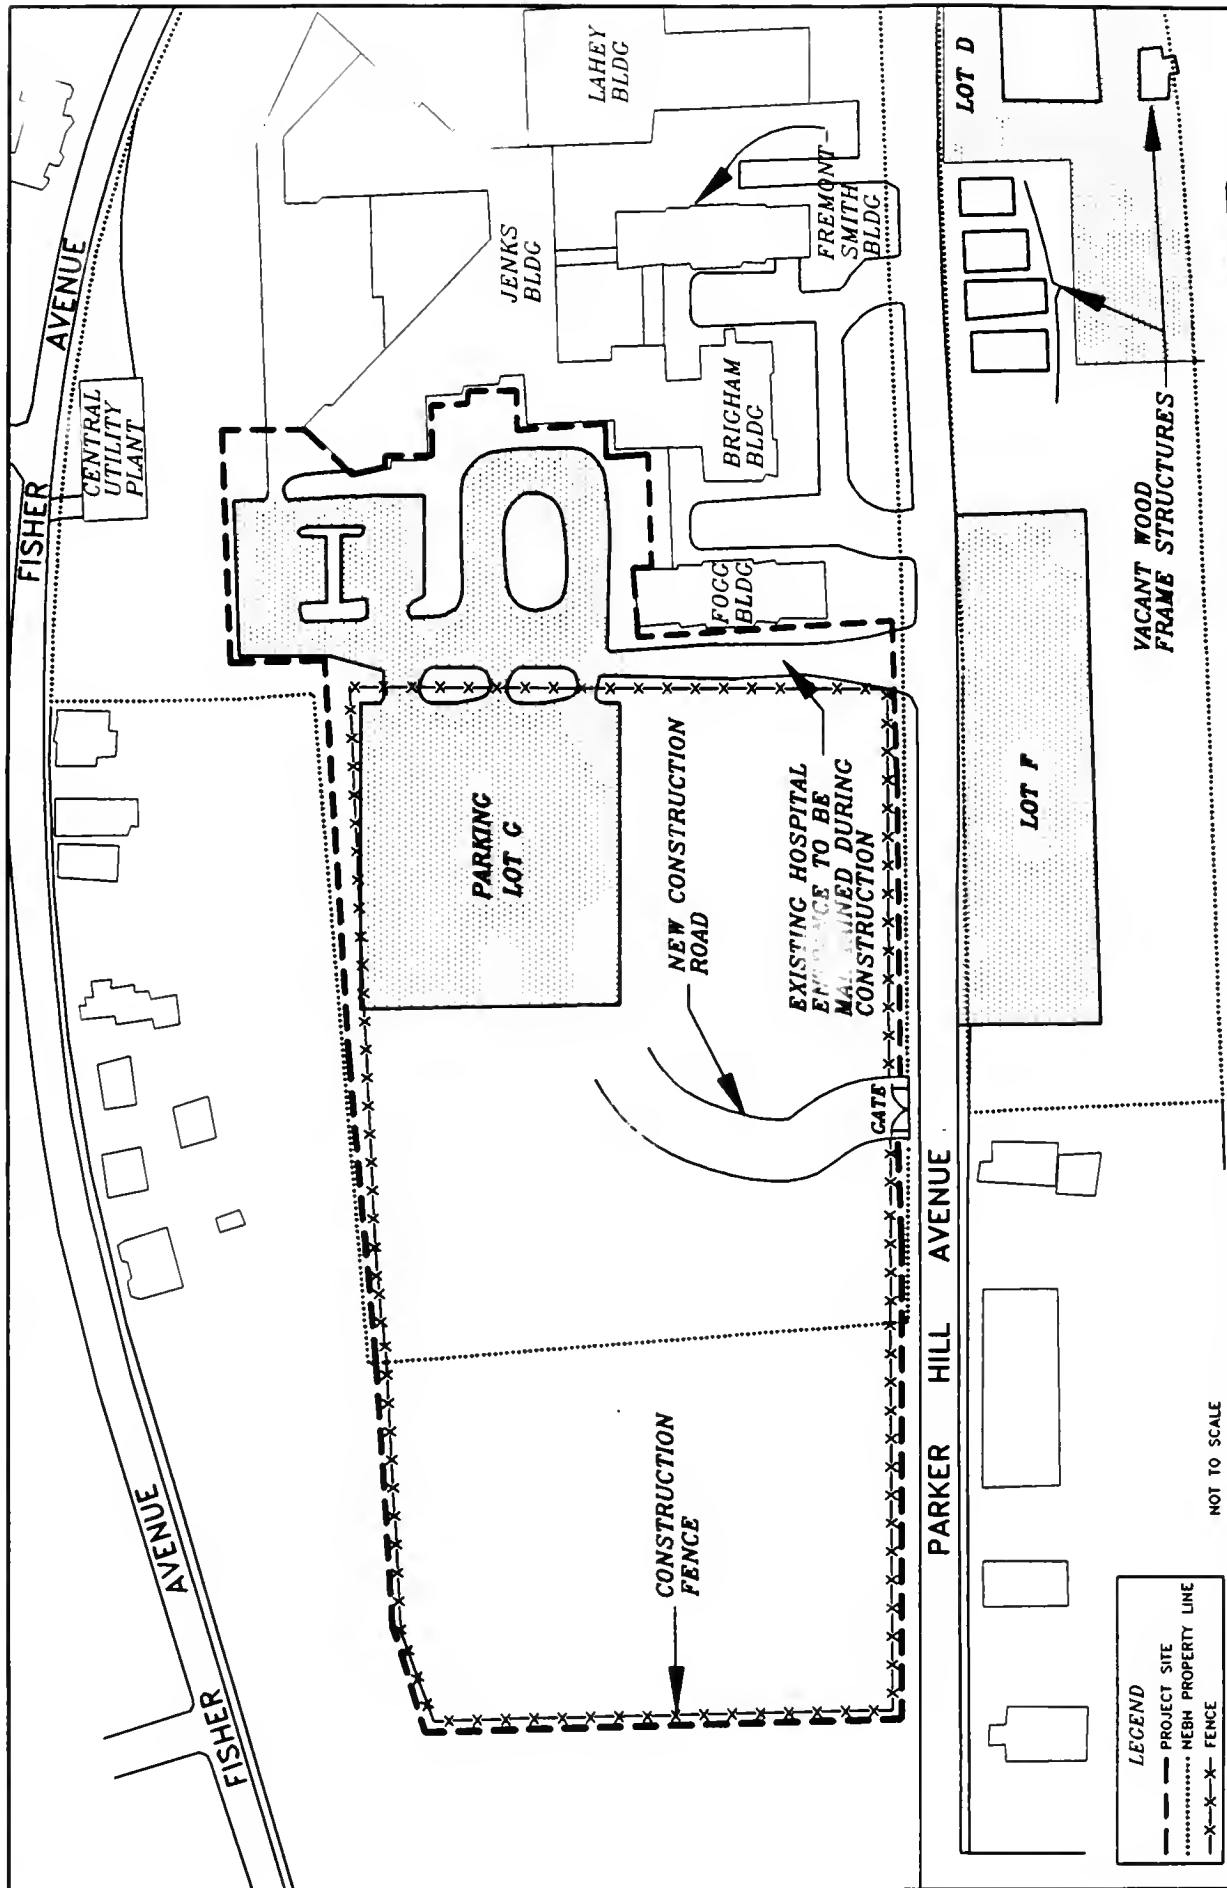 FISHER
AVENUE
FISHER
AVENUE
CENTRAL
UTILITY
PLANT
LAHEY
BLDG
JENKS
BLDG
FREMONT-
SMITH
BLDG
BRIGHAM
BLDG
FOGG
BLDG
PARKING
LOT G
NEW CONSTRUCTION
ROAD
EXISTING HOSPITAL
TO BE
DURING
CONSTRUCTION
CONSTRUCTION
FENCE
GATE
PARKER HILL AVENUE
LOT D
LOT F
VACANT WOOD
FRAME STRUCTURES
LEGEND
PROJECT SITE
NEBH PROPERTY LINE
FENCE
NOT TO SCALE